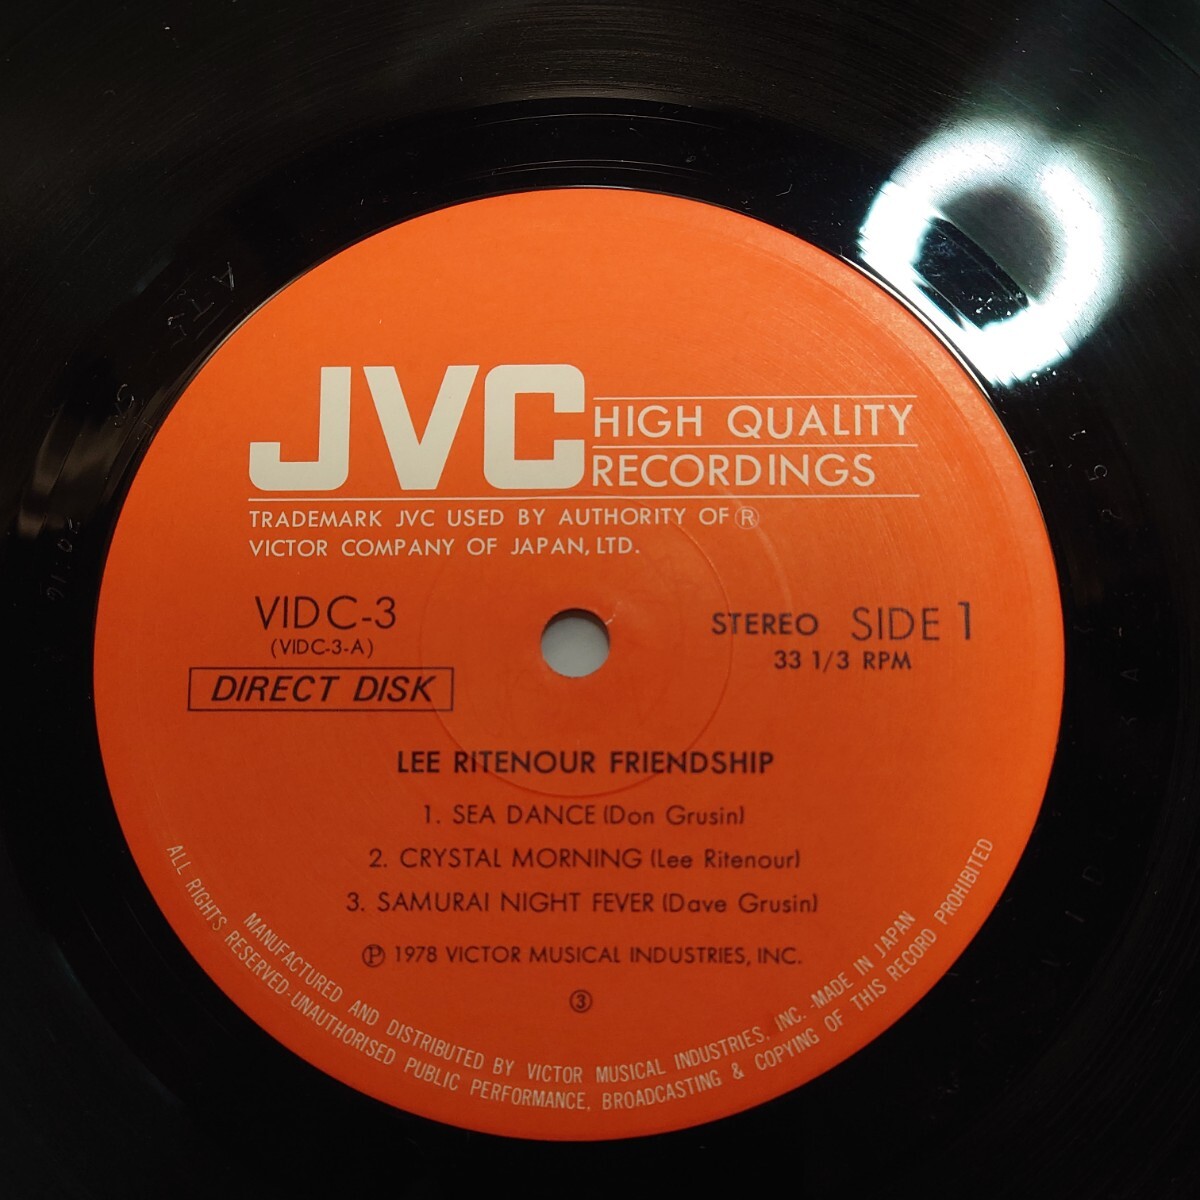 JVC HIGH QUALITY
RECORDINGS
TRADEMARK JVC USED BY AUTHORITY OF Ⓡ
VICTOR COMPANY OF JAPAN, LTD.
VIDC-3
(VIDC-3-A)
DIRECT DISK
STEREO SIDE 1
33 1/3 RPM
LEE RITENOUR FRIENDSHIP
1. SEA DANCE (Don Grusin)
2. CRYSTAL MORNING (Lee Ritenour)
3. SAMURAI NIGHT FEVER (Dave Grusin)
Ⓟ 1978 VICTOR MUSICAL INDUSTRIES, INC.
③
MANUFACTURED AND DISTRIBUTED BY VICTOR MUSICAL INDUSTRIES, INC.-MADE IN JAPAN
ALL RIGHTS RESERVED-UNAUTHORISED PUBLIC PERFORMANCE, BROADCASTING & COPYING OF THIS RECORD PROHIBITED